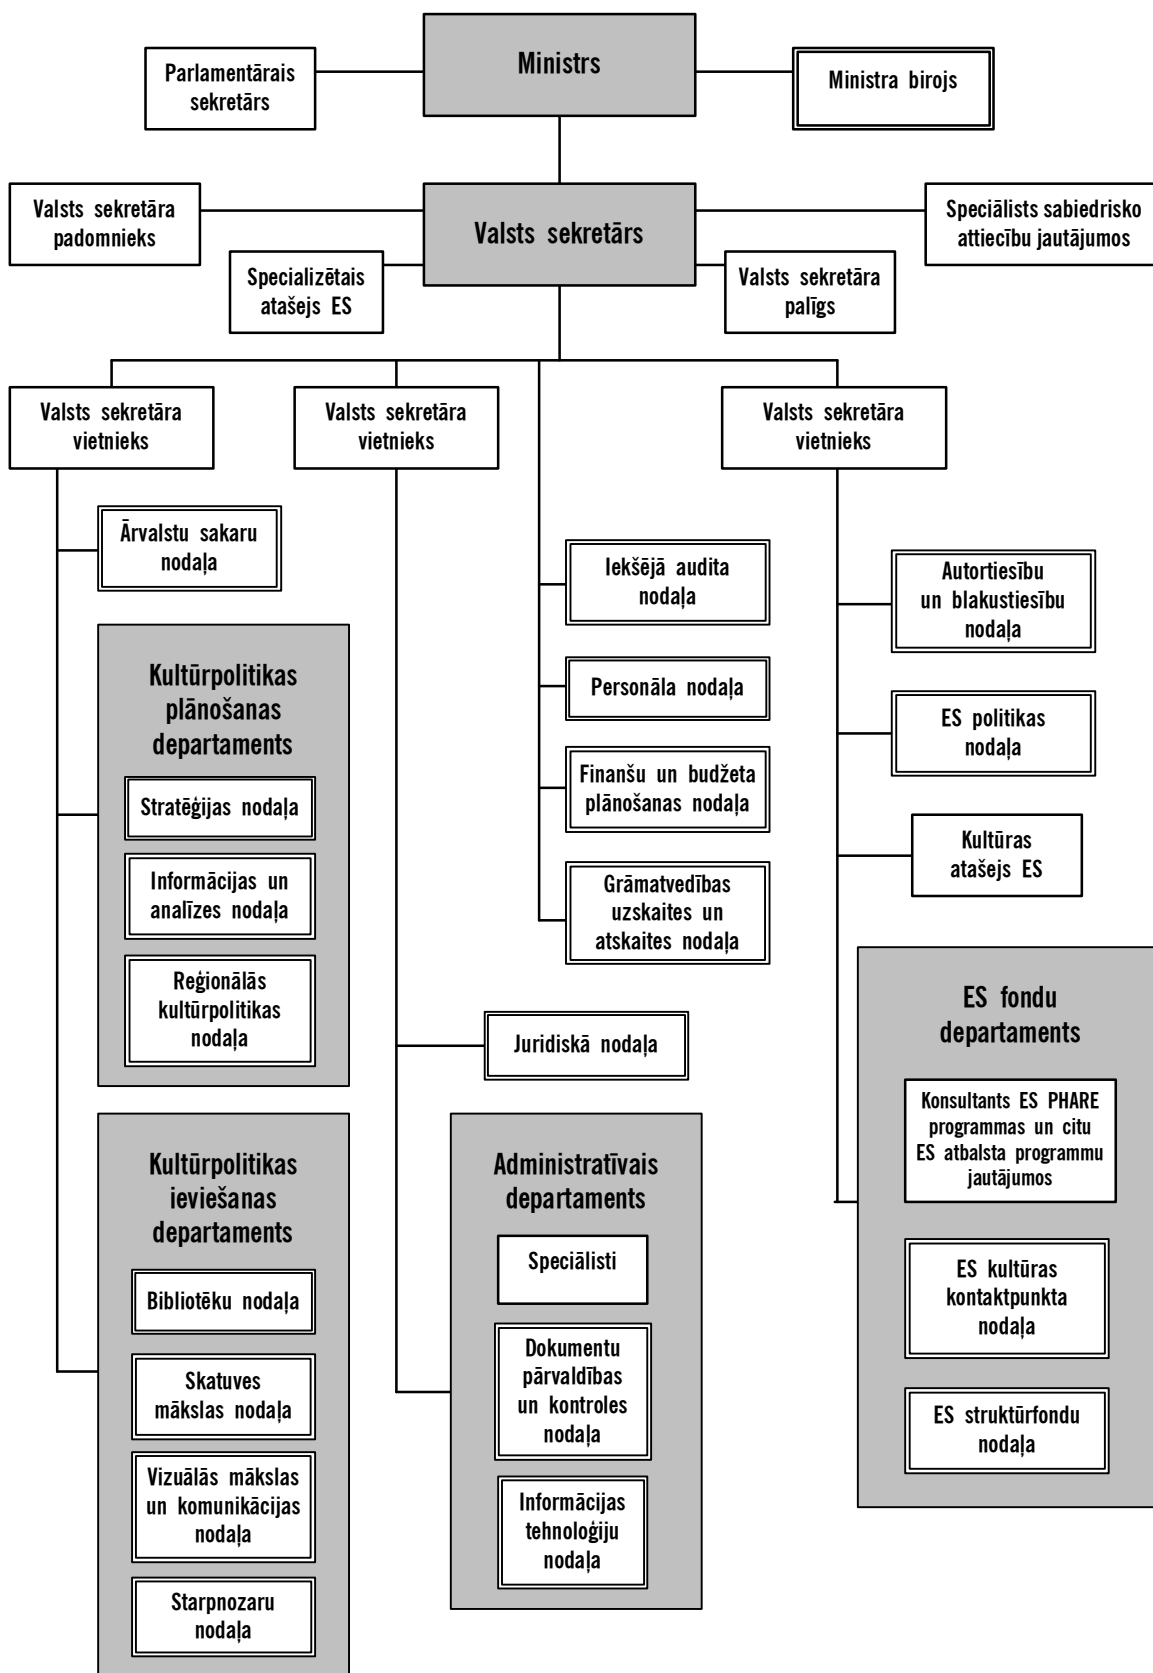 Ministrs
Parlamentārais
sekretārs
Ministra birojs
Valsts sekretārs
Valsts sekretāra
padomnieks
Speciālists sabiedrisko
attiecību jautājumos
Specializētais
atašejs ES
Valsts sekretāra
palīgs
Valsts sekretāra
vietnieks
Valsts sekretāra
vietnieks
Valsts sekretāra
vietnieks
Ārvalstu sakaru
nodaļa
Kultūrpolitikas
plānošanas
departaments
Stratēģijas nodaļa
Informācijas un
analīzes nodaļa
Reģionālās
kultūrpolitikas
nodaļa
Kultūrpolitikas
ieviešanas
departaments
Bibliotēku nodaļa
Skatuves
mākslas nodaļa
Vizuālās mākslas
un komunikācijas
nodaļa
Starpnozaru
nodaļa
Juridiskā nodaļa
Administratīvais
departaments
Speciālisti
Dokumentu
pārvaldības
un kontroles
nodaļa
Informācijas
tehnoloģiju
nodaļa
Iekšējā audita
nodaļa
Personāla nodaļa
Finanšu un budžeta
plānošanas nodaļa
Grāmatvedības
uzskaites un
atskaites nodaļa
Autortiesību
un blakustiesību
nodaļa
ES politikas
nodaļa
Kultūras
atašejs ES
ES fondu
departaments
Konsultants ES PHARE
programmas un citu
ES atbalsta programmu
jautājumos
ES kultūras
kontaktpunkta
nodaļa
ES struktūrfondu
nodaļa